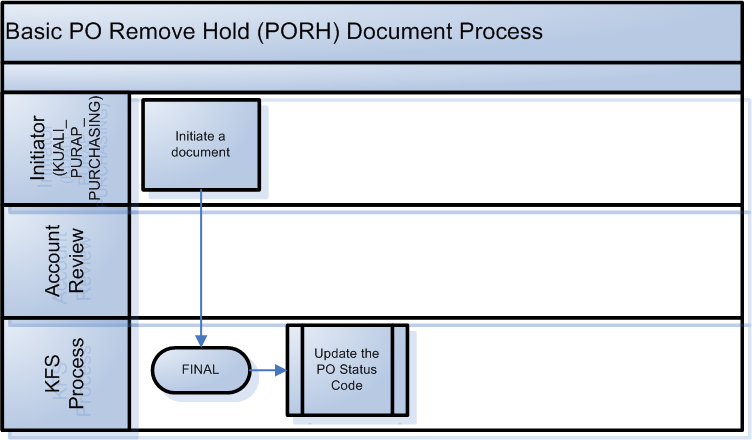 Basic PO Remove Hold (PORH) Document Process
Initiator
(KUALI_
PURAP_
PURCHASING)
Initiate a
document
Account
Review
KFS
Process
FINAL
Update the
PO Status
Code